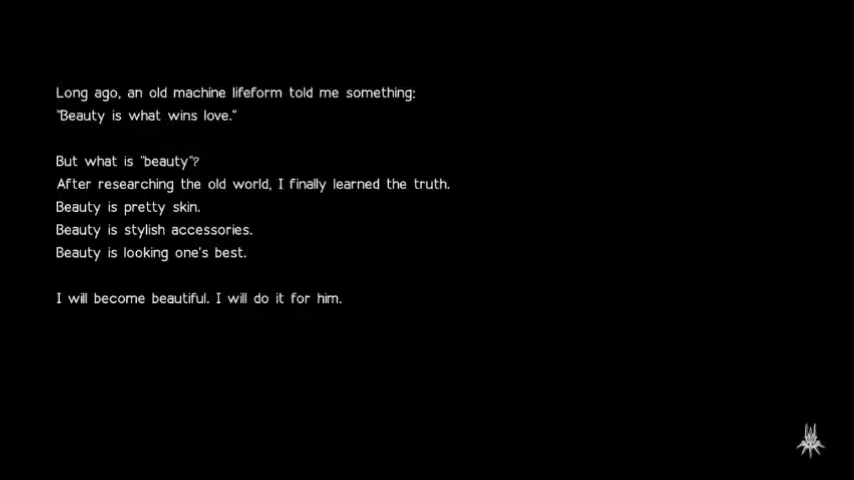 Long ago, an old machine lifeform told me something:
"Beauty is what wins love."
But what is "beauty"?
After researching the old world, I finally learned the truth.
Beauty is pretty skin.
Beauty is stylish accessories.
Beauty is looking one's best.
I will become beautiful. I will do it for him.